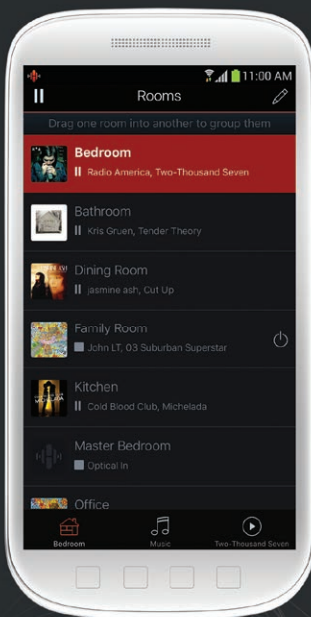 11:00 AM
Rooms
Drag one room into another to group them
Bedroom
Radio America, Two-Thousand Seven
Bathroom
Kris Gruen, Tender Theory
Dining Room
jasmine ash, Cut Up
Family Room
John LT, 03 Suburban Superstar
Kitchen
Cold Blood Club, Michelada
Master Bedroom
Optical In
Office
Bedroom
Music
Two-Thousand Seven